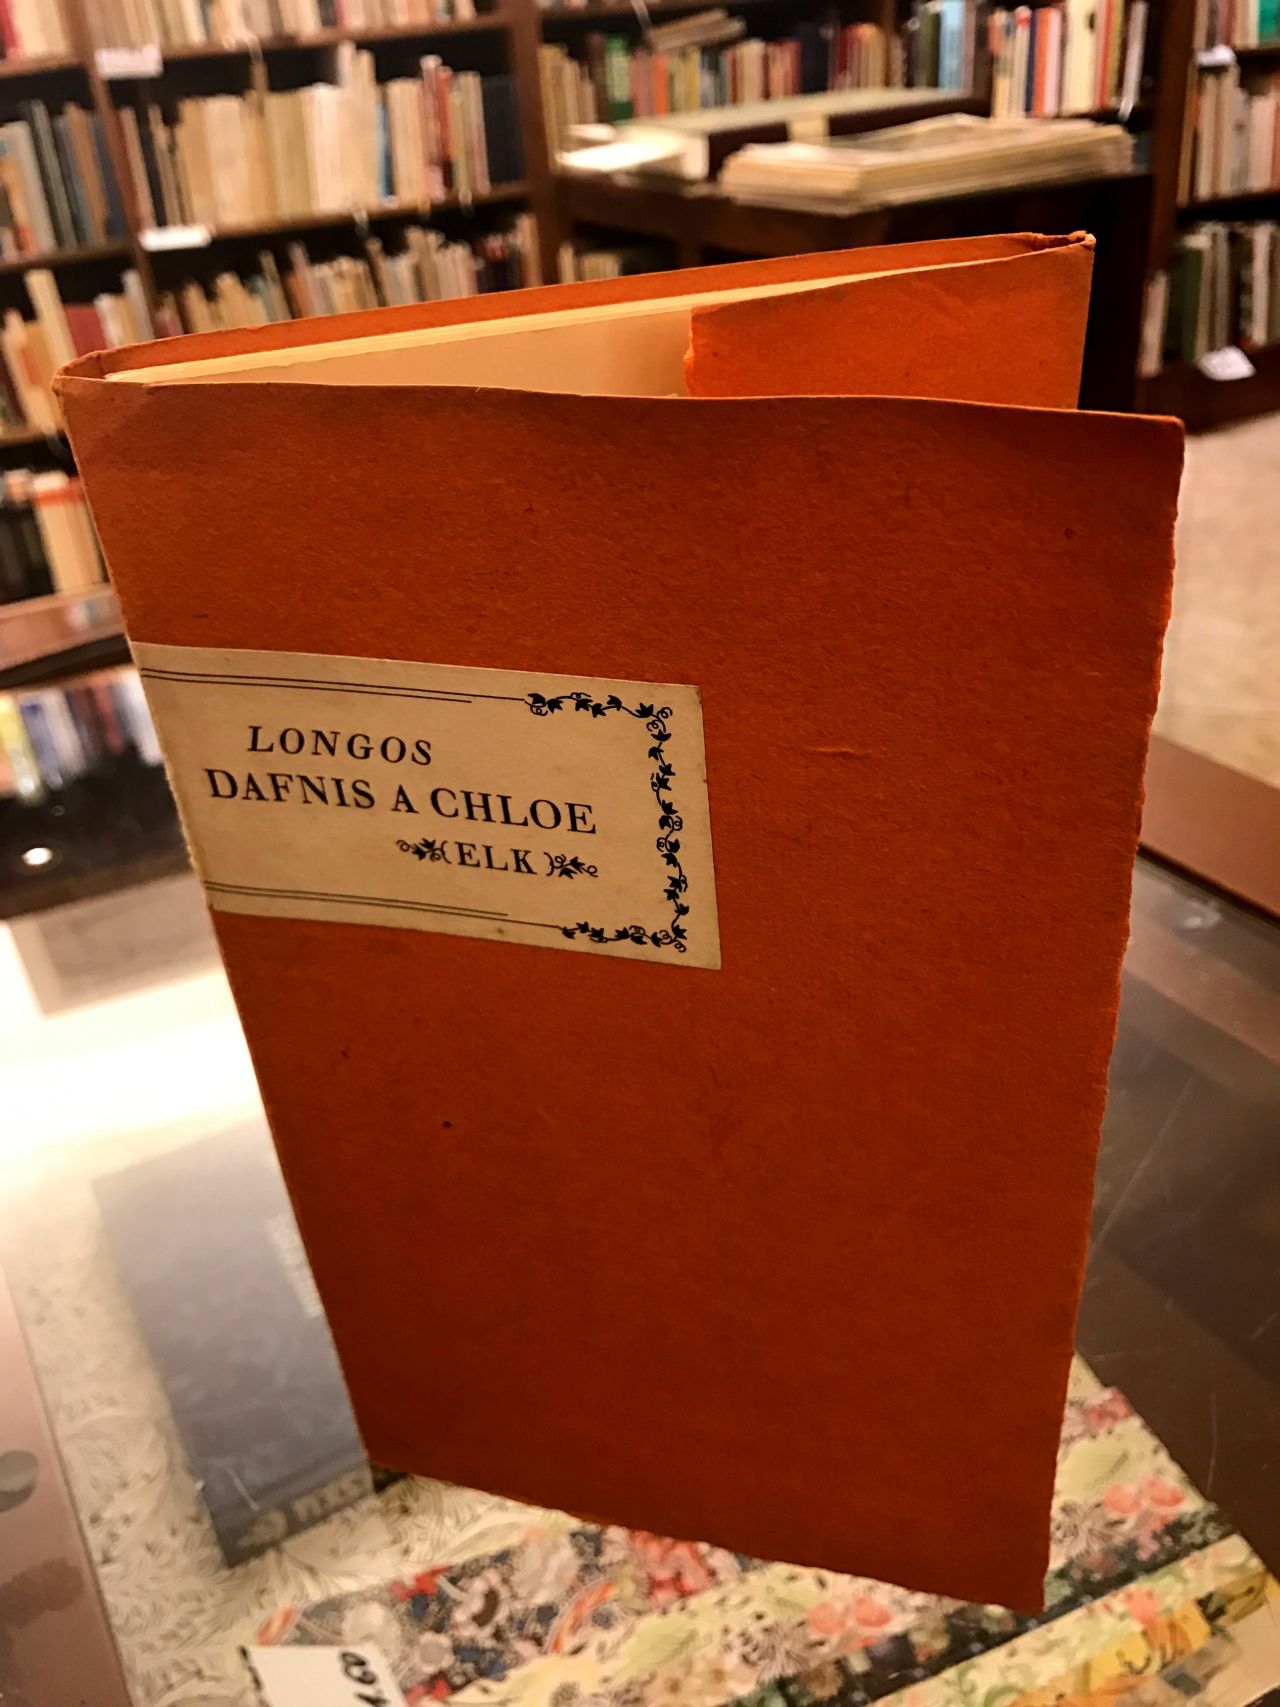 LONGOS
DAFNIS A CHLOE
(ELK)